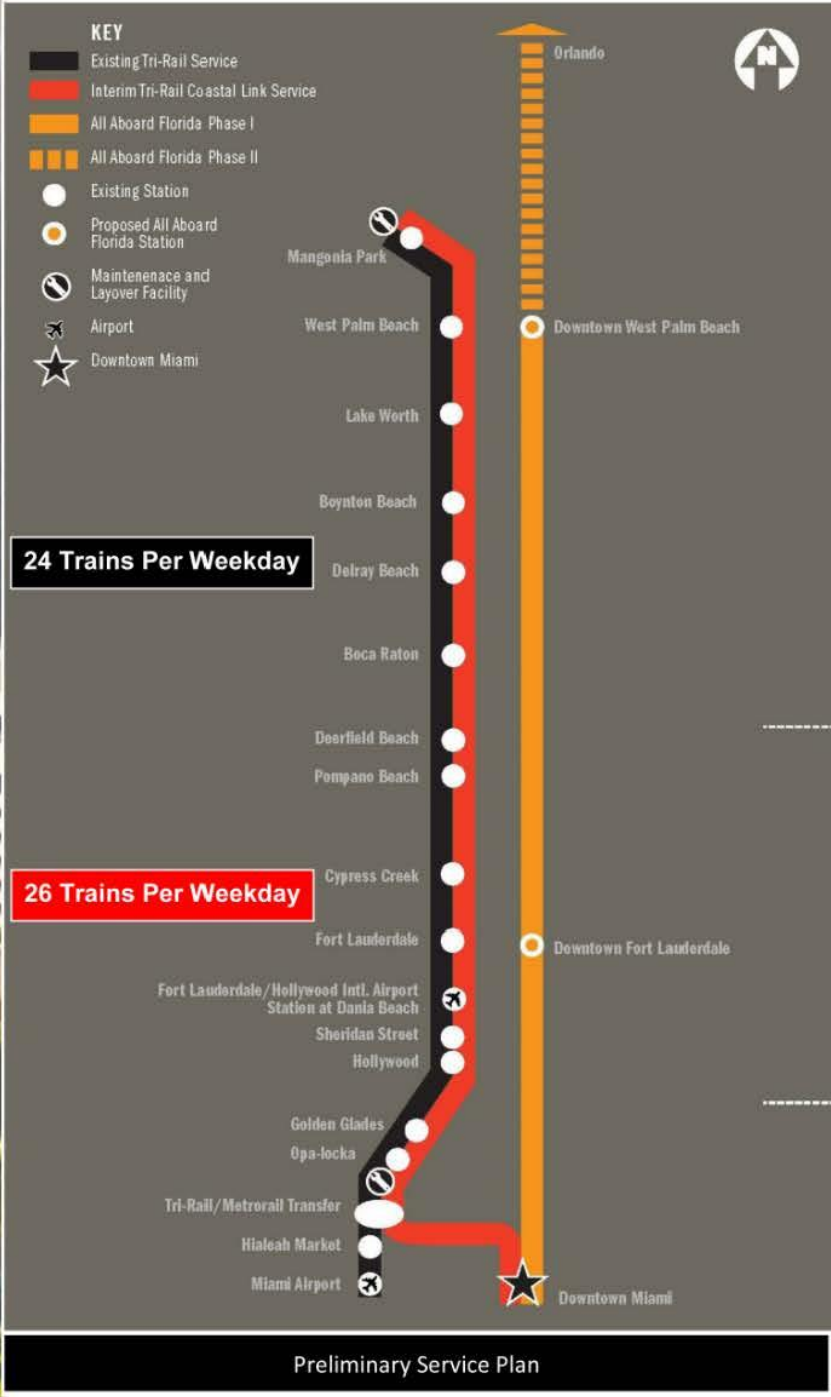 KEY
Existing Tri-Rail Service
Interim Tri-Rail Coastal Link Service
All Aboard Florida Phase I
All Aboard Florida Phase II
Existing Station
Proposed All Aboard
Florida Station
Maintenenace and
Layover Facility
Airport
Downtown Miami
Orlando
N
Mangonia Park
West Palm Beach
Downtown West Palm Beach
Lake Worth
Boynton Beach
24 Trains Per Weekday
Delray Beach
Boca Raton
Deerfield Beach
Pompano Beach
Cypress Creek
26 Trains Per Weekday
Fort Lauderdale
Downtown Fort Lauderdale
Fort Lauderdale/Hollywood Intl. Airport
Station at Dania Beach
Sheridan Street
Hollywood
Golden Glades
Opa-locka
Tri-Rail/Metrorail Transfer
Hialeah Market
Miami Airport
Downtown Miami
Preliminary Service Plan